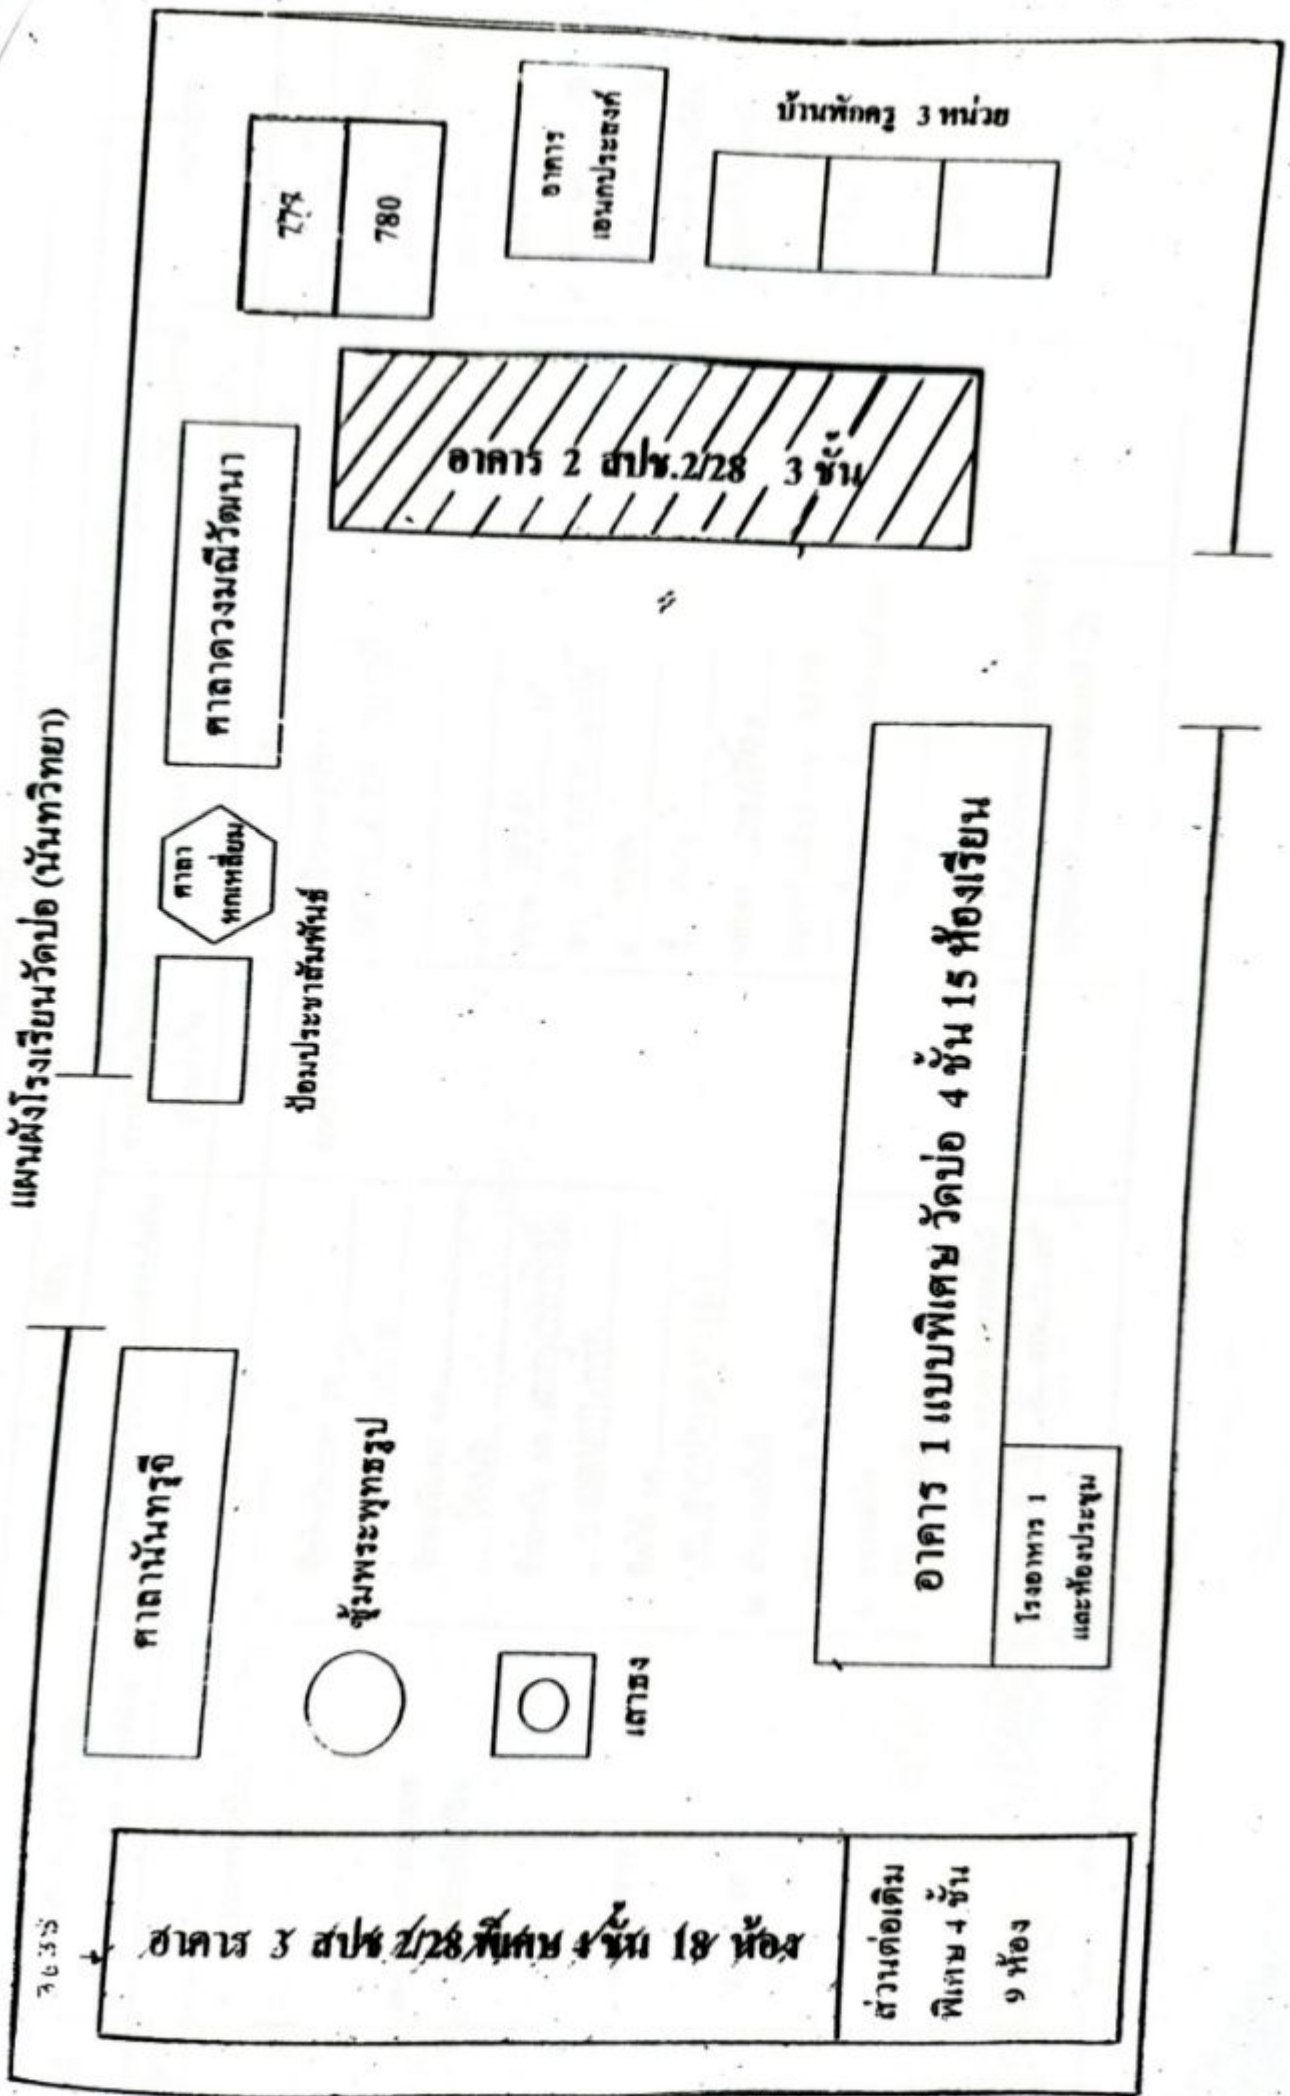 แผนผังโรงเรียนวัดบ่อ (นันทวิทยา)
780
อาคาร
เอนกประสงค์
บ้านพักครู 3 หน่วย
อาคาร 2 สปช.2/28 3 ชั้น
ศาลาดวงมณีวัฒนา
ศาลา
หกเหลี่ยม
ป้อมประชาสัมพันธ์
อาคาร 1 แบบพิเศษ วัดบ่อ 4 ชั้น 15 ห้องเรียน
โรงอาหาร 1
และห้องประชุม
ศาลานันทรูจี
ซุ้มพระพุทธรูป
เสาธง
อาคาร 3 สปช 2/28 พิเศษ 4 ชั้น 18 ห้อง
ส่วนต่อเติม
พิเศษ 4 ชั้น
9 ห้อง